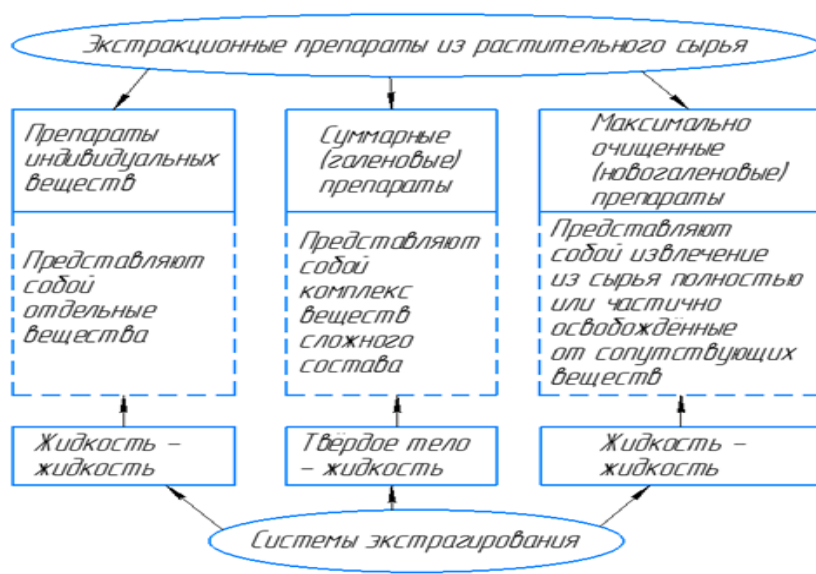 Экстракционные препараты из растительного сырья
Препараты
индивидуальных
веществ
Представляют
собой
отдельные
вещества
Жидкость –
жидкость
Суммарные
(галеновые)
препараты
Представляют
собой
комплекс
веществ
сложного
состава
Твёрдое тело
– жидкость
Максимально
очищенные
(новогаленовые)
препараты
Представляют
собой извлечение
из сырья полностью
или частично
освобождённые
от сопутствующих
веществ
Жидкость –
жидкость
Системы экстрагирования